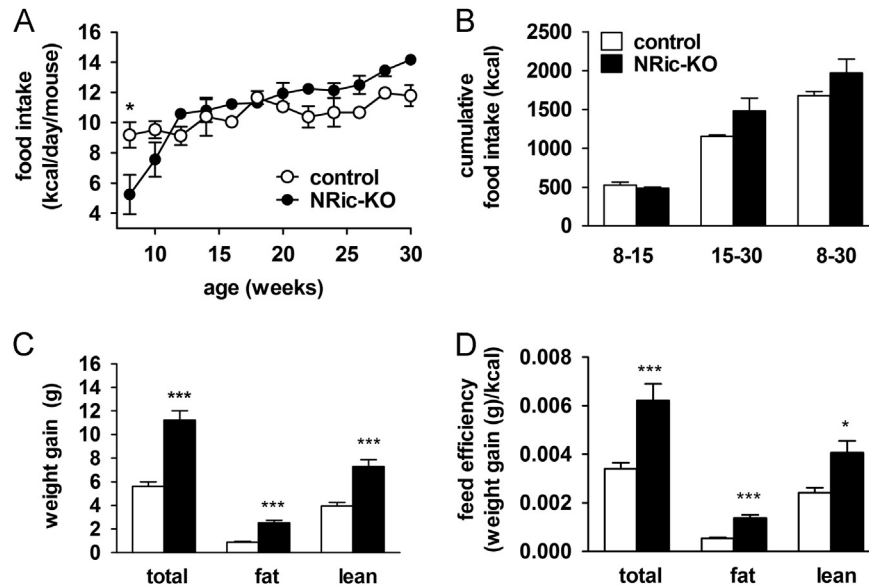 A
food intake
(kcal/day/mouse)
16
14
12
10
8
6
4
*
control
NRic-KO
10
15
20
25
30
age (weeks)
B
control
NRic-KO
cumulative
food intake (kcal)
2500
2000
1500
1000
500
0
8-15
15-30
8-30
C
weight gain (g)
16
14
12
10
8
6
4
2
0
***
***
***
total
fat
lean
D
feed efficiency
(weight gain (g)/kcal)
0.008
0.006
0.004
0.002
0.000
***
***
*
total
fat
lean